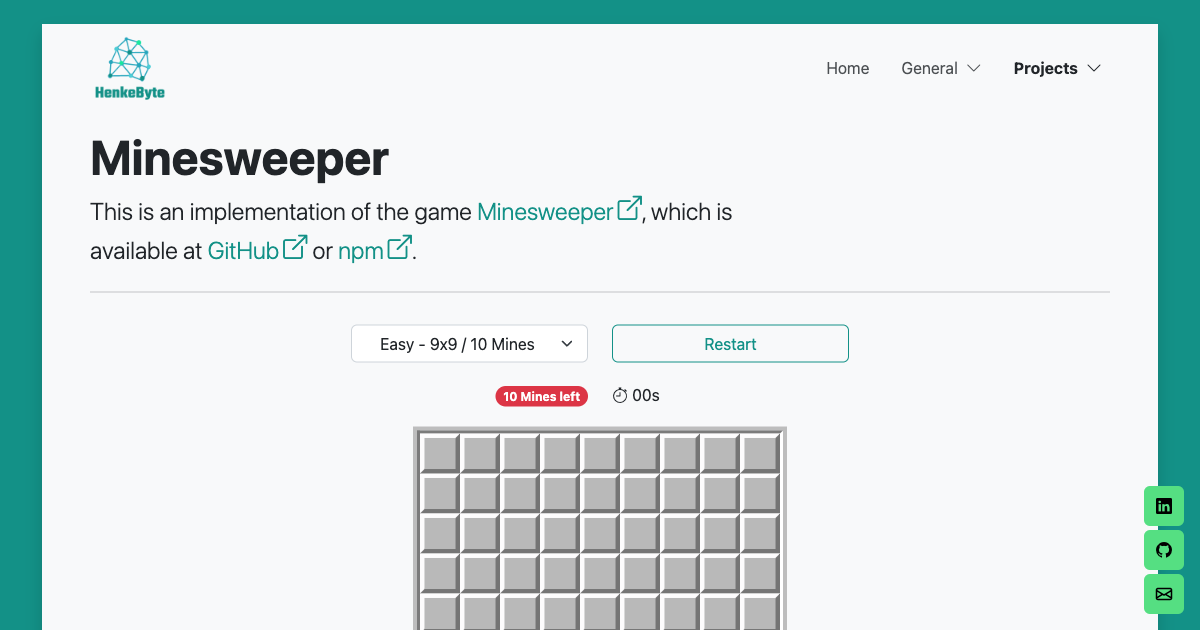 HenkeByte
Home
General
Projects
Minesweeper
This is an implementation of the game Minesweeper, which is
available at GitHub or npm.
Easy - 9x9 / 10 Mines
Restart
10 Mines left
00s
in